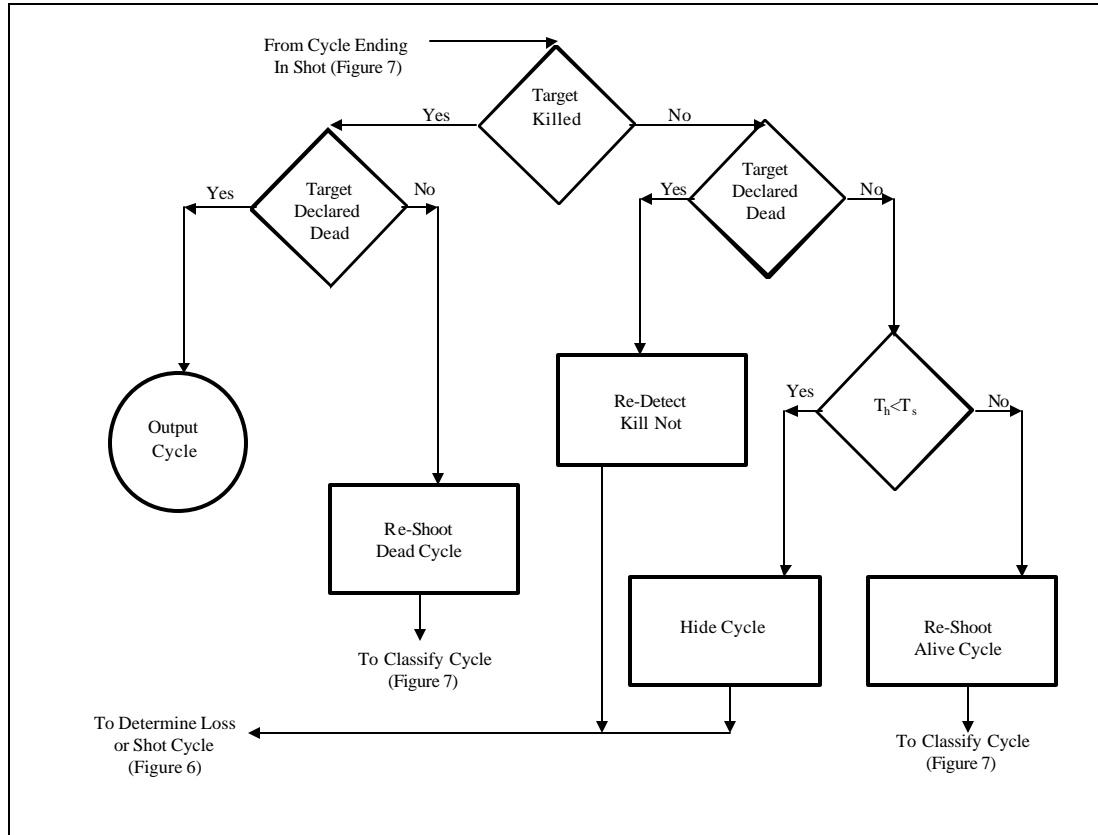 From Cycle Ending
In Shot (Figure 7)
Target
Killed
Yes
No
Target
Declared
Dead
Yes
No
Target
Declared
Dead
Yes
No
Output
Cycle
Re-Shoot
Dead Cycle
To Classify Cycle
(Figure 7)
Re-Detect
Kill Not
Th<Ts
Yes
No
Hide Cycle
Re-Shoot
Alive Cycle
To Determine Loss
or Shot Cycle
(Figure 6)
To Classify Cycle
(Figure 7)